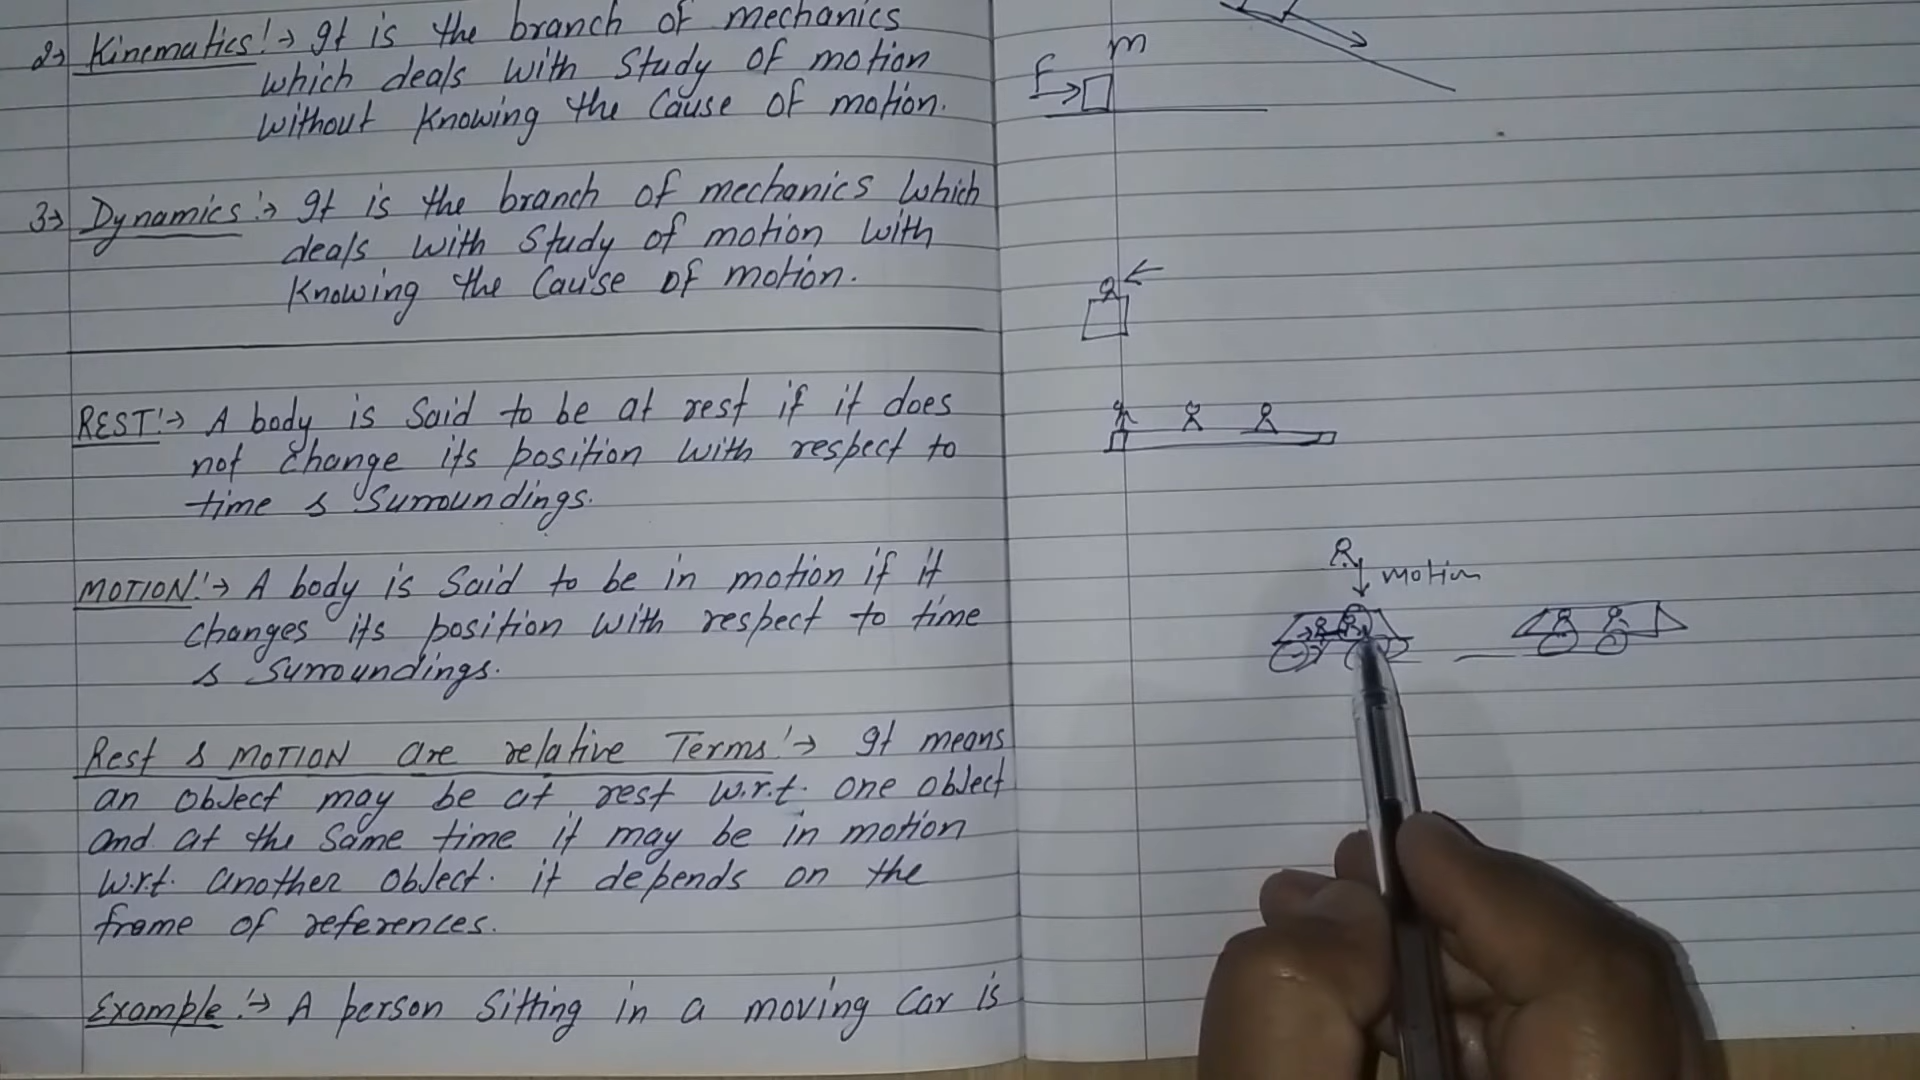 2→ Kinematics:→ It is the branch of mechanics
which deals with study of motion
without knowing the cause of motion.
3→ Dynamics:→ It is the branch of mechanics which
deals with study of motion with
knowing the cause of motion.
REST:→ A body is said to be at rest if it does
not change its position with respect to
time & surroundings.
MOTION:→ A body is said to be in motion if it
changes its position with respect to time
& surroundings.
Rest & MOTION are relative Terms:→ It means
an object may be at rest w.r.t. one object
and at the same time it may be in motion
w.r.t. another object. it depends on the
frame of references.
Example:→ A person sitting in a moving car is
m
F
motion